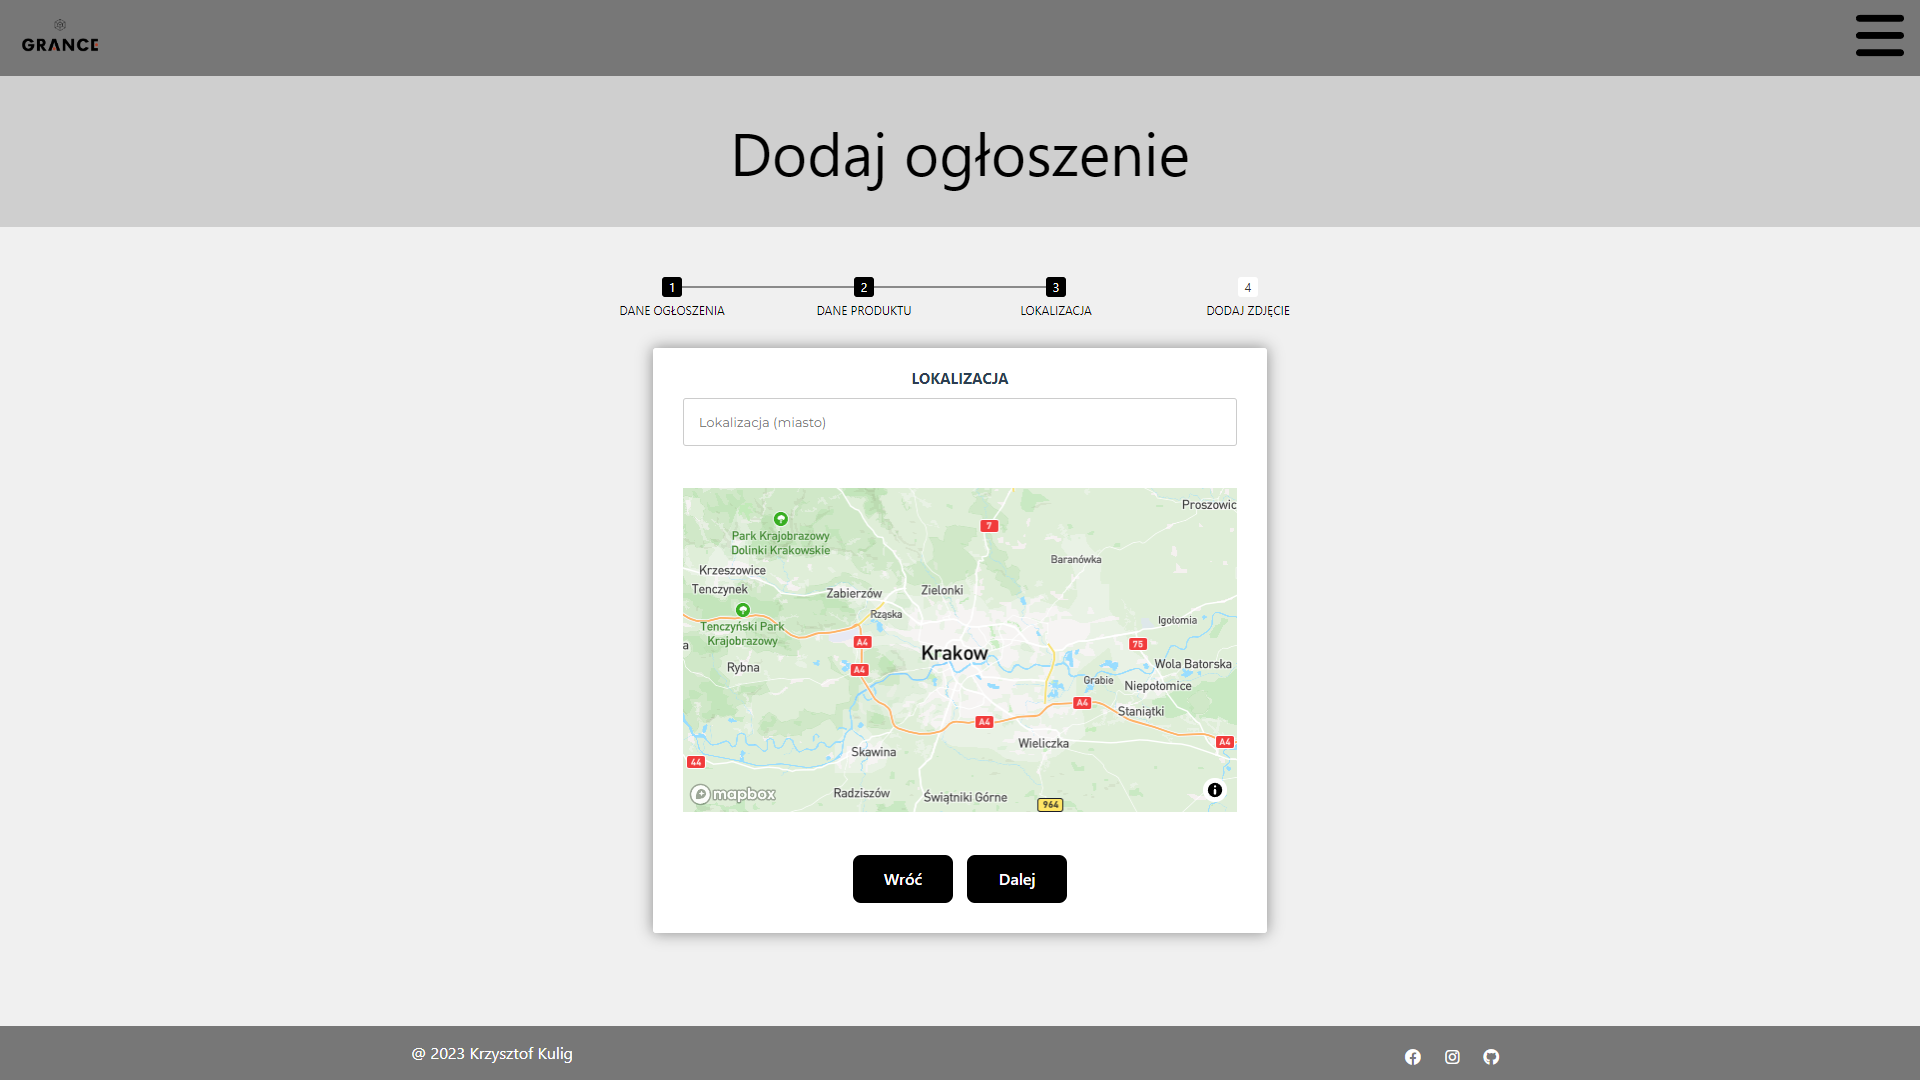 GRANCE
Dodaj ogłoszenie
1 2 3 4
DANE OGŁOSZENIA DANE PRODUKTU LOKALIZACJA DODAJ ZDJĘCIE
LOKALIZACJA
Lokalizacja (miasto)
Proszowic
7
Park Krajobrazowy
Dolinki Krakowskie
Baranówka
Krzeszowice
Tenczynek
Zabierzów
Zielonki
Rząska
Igołomia
Tenczyński Park
Krajobrazowy
A4
75
a
Krakow
Rybna
A4
Wola Batorska
Grabie
Niepołomice
A4
Staniątki
A4
Wieliczka
A4
Skawina
44
Radziszów
Świątniki Górne
mapbox
964
Wróć Dalej
@ 2023 Krzysztof Kulig